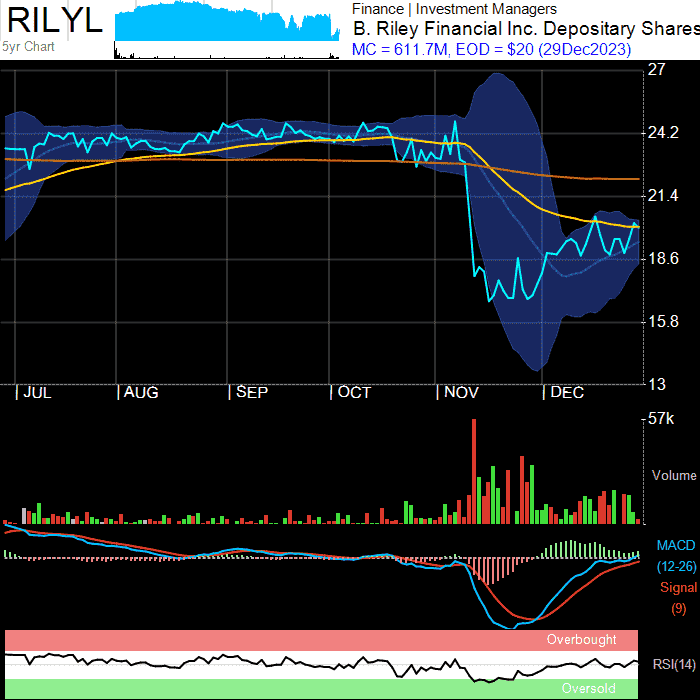 RILYL
5yr Chart
Finance | Investment Managers
B. Riley Financial Inc. Depositary Shares
MC = 611.7M, EOD = $20 (29Dec2023)
27
24.2
21.4
18.6
15.8
13
JUL AUG SEP OCT NOV DEC
57k
Volume
MACD
(12-26)
Signal
(9)
Overbought
RSI(14)
Oversold